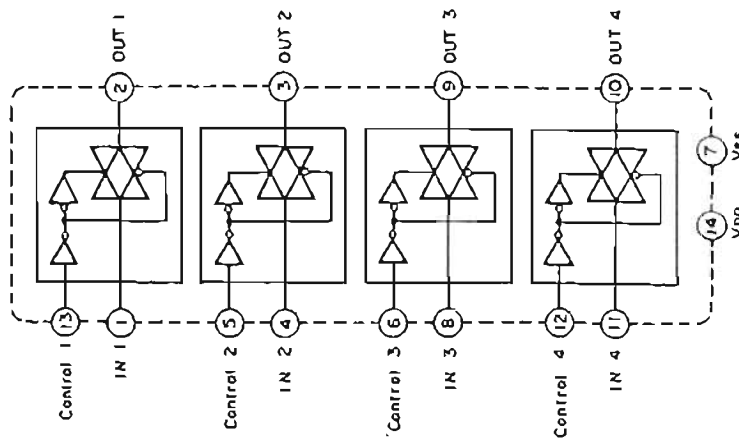 Control 1 13
IN 1 1
2 OUT 1
Control 2 5
IN 2 4
3 OUT 2
Control 3 6
IN 3 8
9 OUT 3
Control 4 12
IN 4 11
10 OUT 4
14 VDD
7